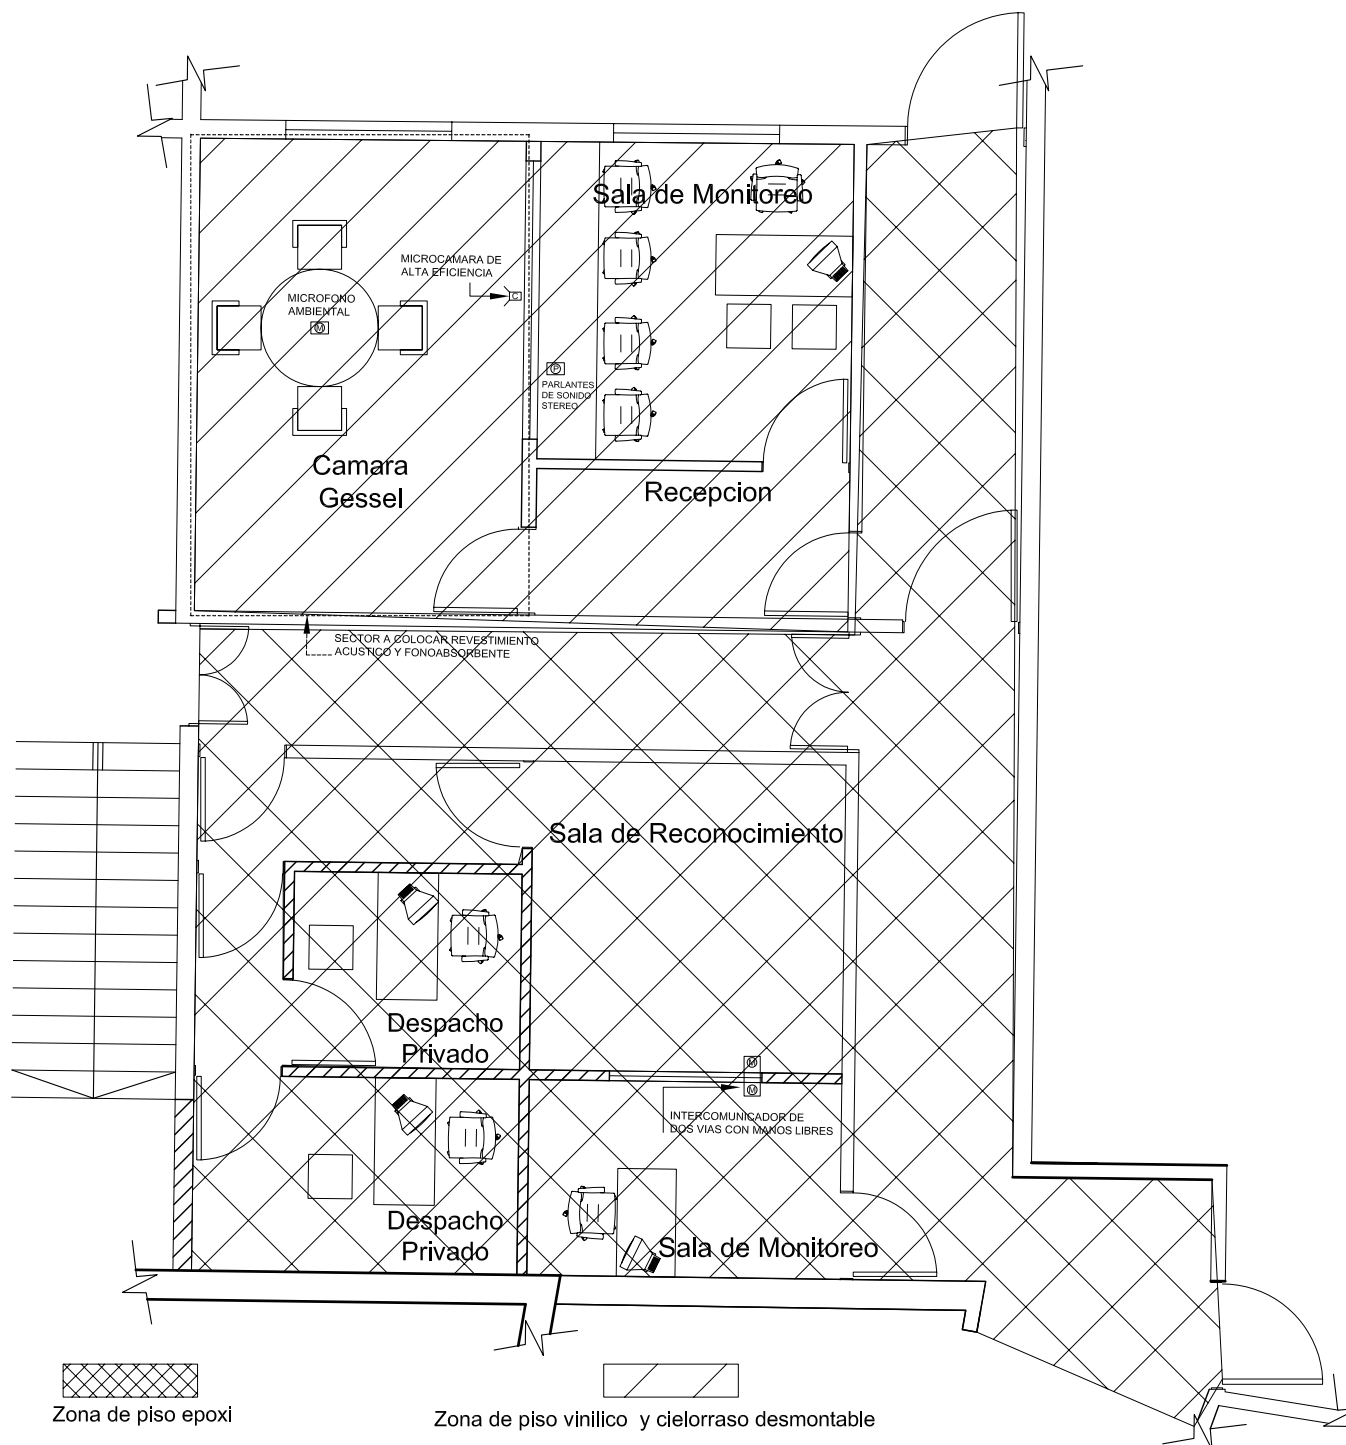 Sala de Monitoreo
MICROCAMARA DE
ALTA EFICIENCIA
C
MICROFONO
AMBIENTAL
M
P
PARLANTES
DE SONIDO
STEREO
Camara
Gessel
Recepcion
SECTOR A COLOCAR REVESTIMIENTO
ACUSTICO Y FONOABSORBENTE
Sala de Reconocimiento
Despacho
Privado
M
M
INTERCOMUNICADOR DE
DOS VIAS CON MANOS LIBRES
Despacho
Privado
Sala de Monitoreo
Zona de piso epoxi
Zona de piso vinilico y cielorraso desmontable